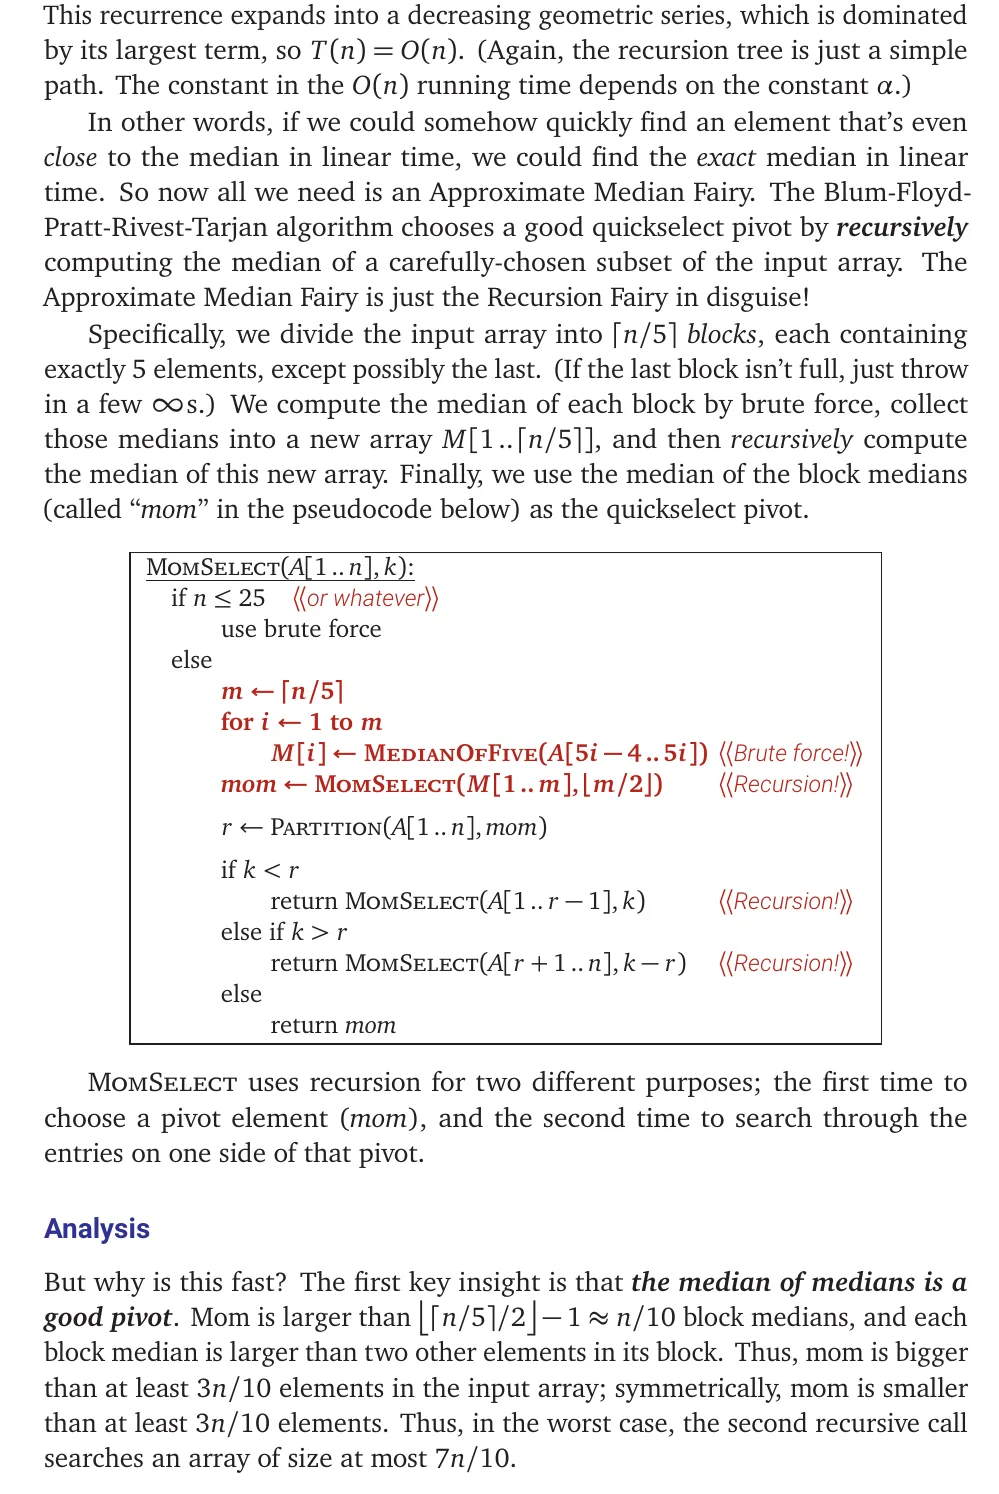 This recurrence expands into a decreasing geometric series, which is dominated
by its largest term, so T(n) = O(n). (Again, the recursion tree is just a simple
path. The constant in the O(n) running time depends on the constant α.)
In other words, if we could somehow quickly find an element that’s even
close to the median in linear time, we could find the exact median in linear
time. So now all we need is an Approximate Median Fairy. The Blum-Floyd-
Pratt-Rivest-Tarjan algorithm chooses a good quickselect pivot by recursively
computing the median of a carefully-chosen subset of the input array. The
Approximate Median Fairy is just the Recursion Fairy in disguise!
Specifically, we divide the input array into ⌈n/5⌉ blocks, each containing
exactly 5 elements, except possibly the last. (If the last block isn’t full, just throw
in a few ∞s.) We compute the median of each block by brute force, collect
those medians into a new array M[1 .. ⌈n/5⌉], and then recursively compute
the median of this new array. Finally, we use the median of the block medians
(called “mom” in the pseudocode below) as the quickselect pivot.
MomSelect(A[1 .. n], k):
if n ≤ 25 ⟨⟨or whatever⟩⟩
use brute force
else
m ← ⌈n/5⌉
for i ← 1 to m
M[i] ← MedianOfFive(A[5i − 4 .. 5i]) ⟨⟨Brute force!⟩⟩
mom ← MomSelect(M[1 .. m], ⌊m/2⌋) ⟨⟨Recursion!⟩⟩
r ← Partition(A[1 .. n], mom)
if k < r
return MomSelect(A[1 .. r − 1], k) ⟨⟨Recursion!⟩⟩
else if k > r
return MomSelect(A[r + 1 .. n], k − r) ⟨⟨Recursion!⟩⟩
else
return mom
MomSelect uses recursion for two different purposes; the first time to
choose a pivot element (mom), and the second time to search through the
entries on one side of that pivot.
Analysis
But why is this fast? The first key insight is that the median of medians is a
good pivot. Mom is larger than ⌊⌈n/5⌉/2⌋ − 1 ≈ n/10 block medians, and each
block median is larger than two other elements in its block. Thus, mom is bigger
than at least 3n/10 elements in the input array; symmetrically, mom is smaller
than at least 3n/10 elements. Thus, in the worst case, the second recursive call
searches an array of size at most 7n/10.